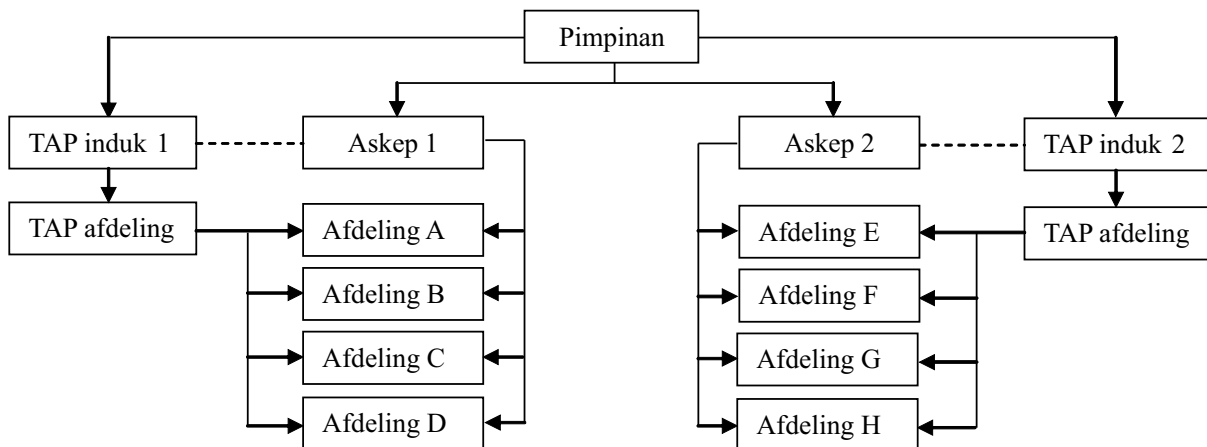 Pimpinan
TAP induk 1
Askep 1
Askep 2
TAP induk 2
TAP afdeling
Afdeling A
Afdeling E
TAP afdeling
Afdeling B
Afdeling F
Afdeling C
Afdeling G
Afdeling D
Afdeling H